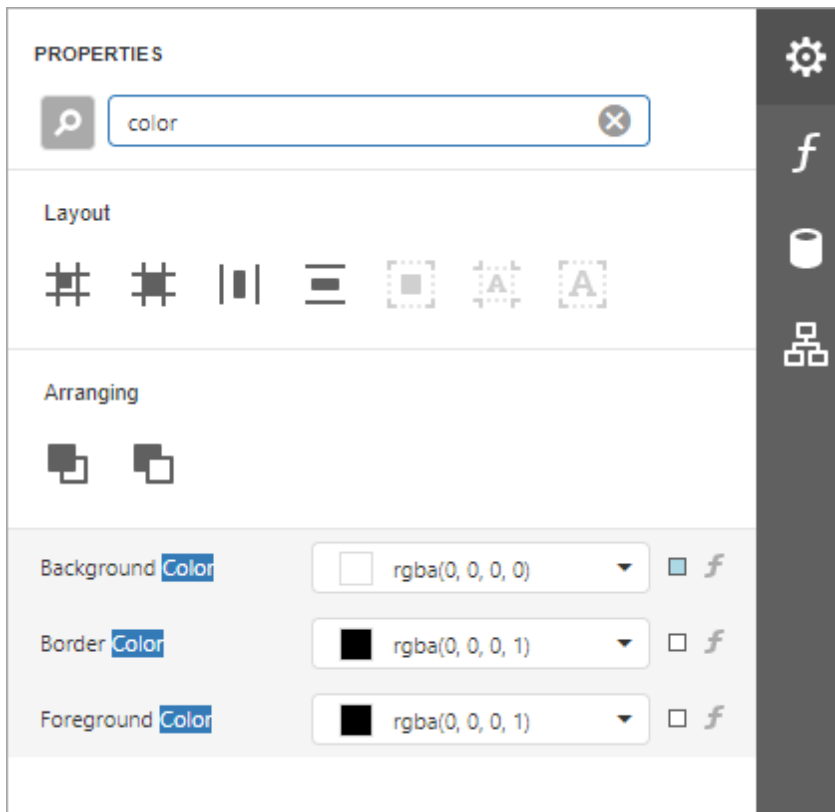 PROPERTIES
color
Layout
Arranging
Background Color rgba(0, 0, 0, 0)
Border Color rgba(0, 0, 0, 1)
Foreground Color rgba(0, 0, 0, 1)